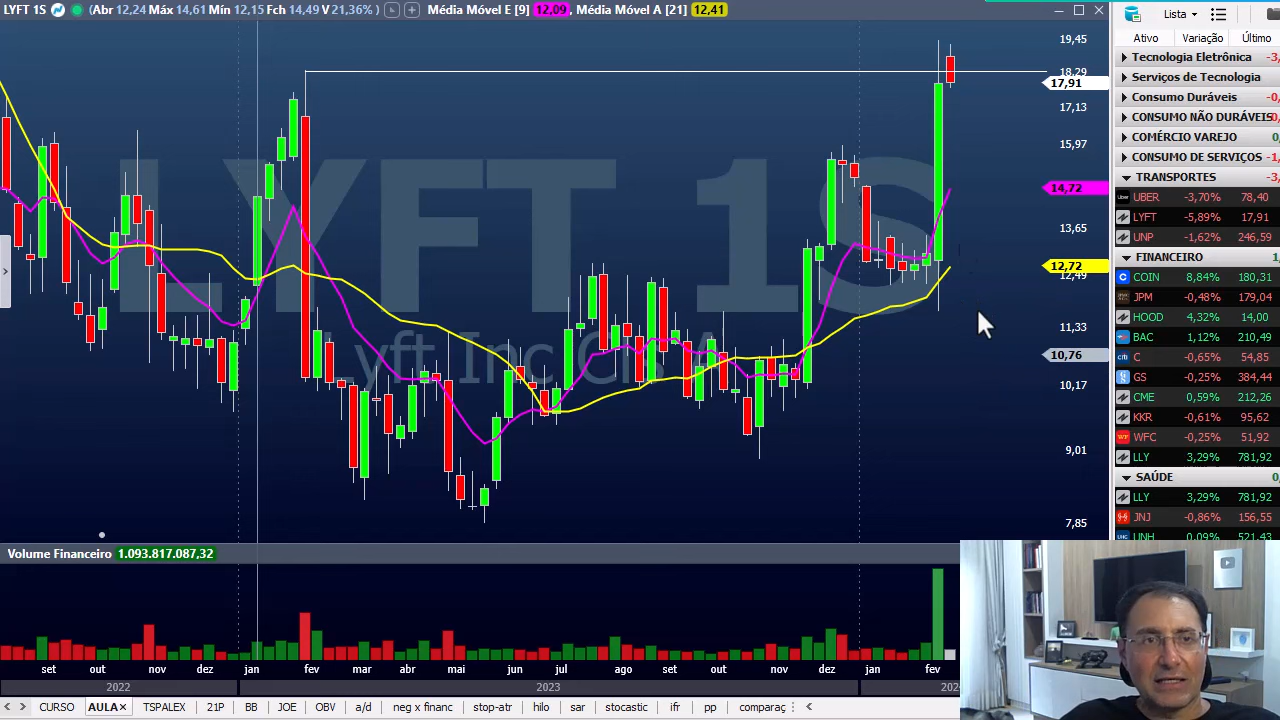 LYFT 1S (Abr 12,24 Máx 14,61 Mín 12,15 Fch 14,49 V 21,36%) Média Móvel E [9] 12,09, Média Móvel A [21] 12,41
LYFT 1S
Lyft Inc Cls A
19,45
18,29
17,91
17,13
15,97
14,72
13,65
12,72
12,49
11,33
10,76
10,17
9,01
7,85
Volume Financeiro 1.093.817.087,32
set out nov dez jan fev mar abr mai jun jul ago set out nov dez jan fev
2022 2023
CURSO AULA TSPALEX 21P BB JOE OBV a/d neg x financ stop-atr hilo sar stocastic ifr pp comparaç
Lista
Ativo Variação Último
Tecnologia Eletrônica
Serviços de Tecnologia
Consumo Duráveis
CONSUMO NÃO DURÁVEIS
COMÉRCIO VAREJO
CONSUMO DE SERVIÇOS
TRANSPORTES
UBER -3,70% 78,40
LYFT -5,89% 17,91
UNP -1,62% 246,59
FINANCEIRO
COIN 8,84% 180,31
JPM -0,48% 179,04
HOOD 4,32% 14,00
BAC 1,12% 210,49
C -0,65% 54,85
GS -0,25% 384,44
CME 0,59% 212,26
KKR -0,61% 95,62
WFC -0,25% 51,92
LLY 3,29% 781,92
SAÚDE
LLY 3,29% 781,92
JNJ -0,86% 156,55
UNH 0,09% 521,43